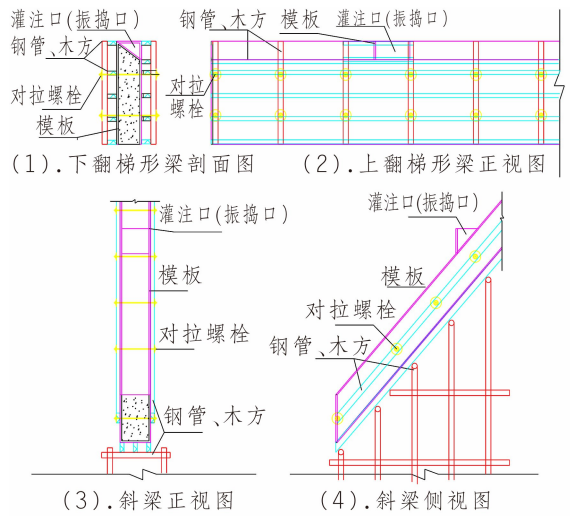 灌注口(振捣口)
钢管、木方
对拉螺栓
模板
(1).下翻梯形梁剖面图
钢管、木方 模板 灌注口(振捣口)
对拉
螺栓
(2).上翻梯形梁正视图
灌注口(振捣口)
模板
对拉螺栓
钢管、木方
(3).斜梁正视图
灌注口(振捣口)
模板
对拉螺栓
钢管、木方
(4).斜梁侧视图